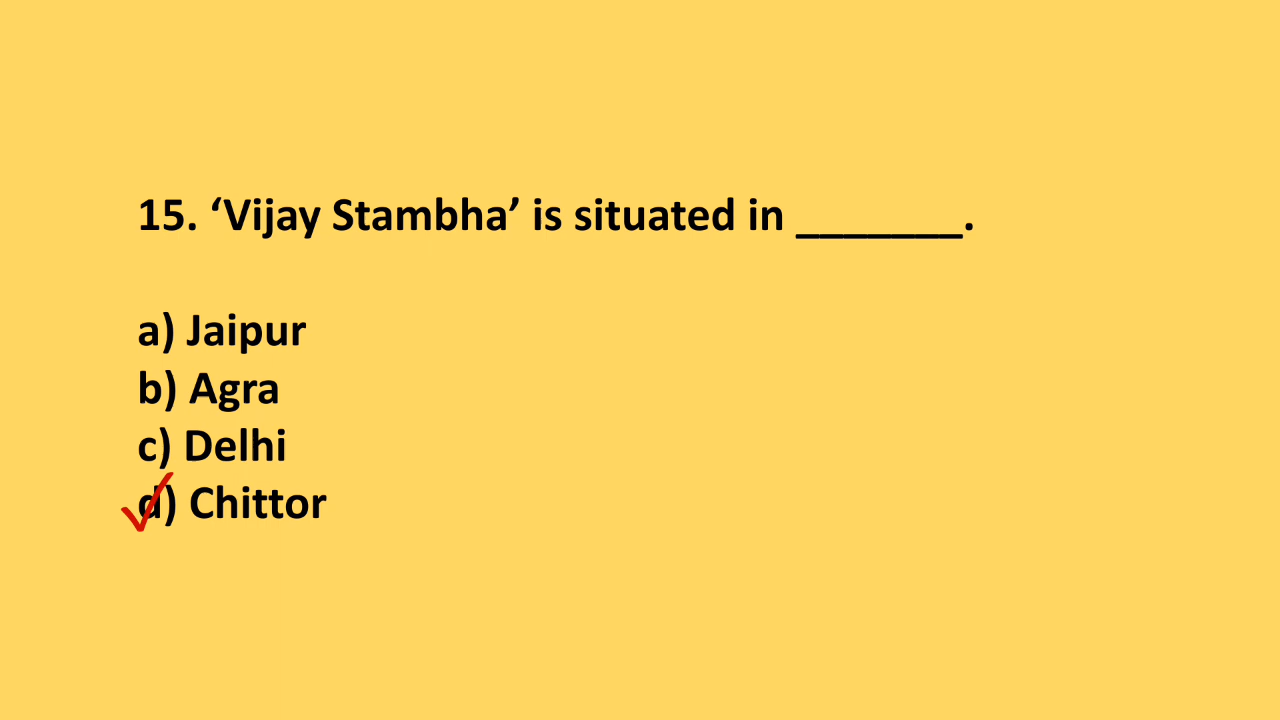 15. ‘Vijay Stambha’ is situated in _______.
a) Jaipur
b) Agra
c) Delhi
d) Chittor